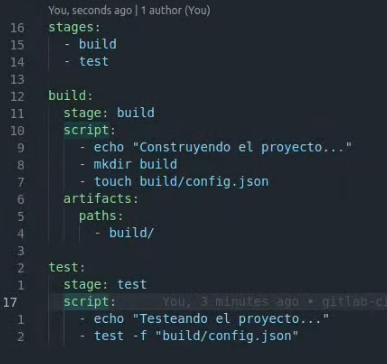 You, seconds ago | 1 author (You)
16 stages:
15 - build
14 - test
13
12 build:
11 stage: build
10 script:
9 - echo "Construyendo el proyecto..."
8 - mkdir build
7 - touch build/config.json
6 artifacts:
5 paths:
4 - build/
3
2 test:
1 stage: test
17 script: You, 3 minutes ago • gitlab-ci
1 - echo "Testeando el proyecto..."
2 - test -f "build/config.json"